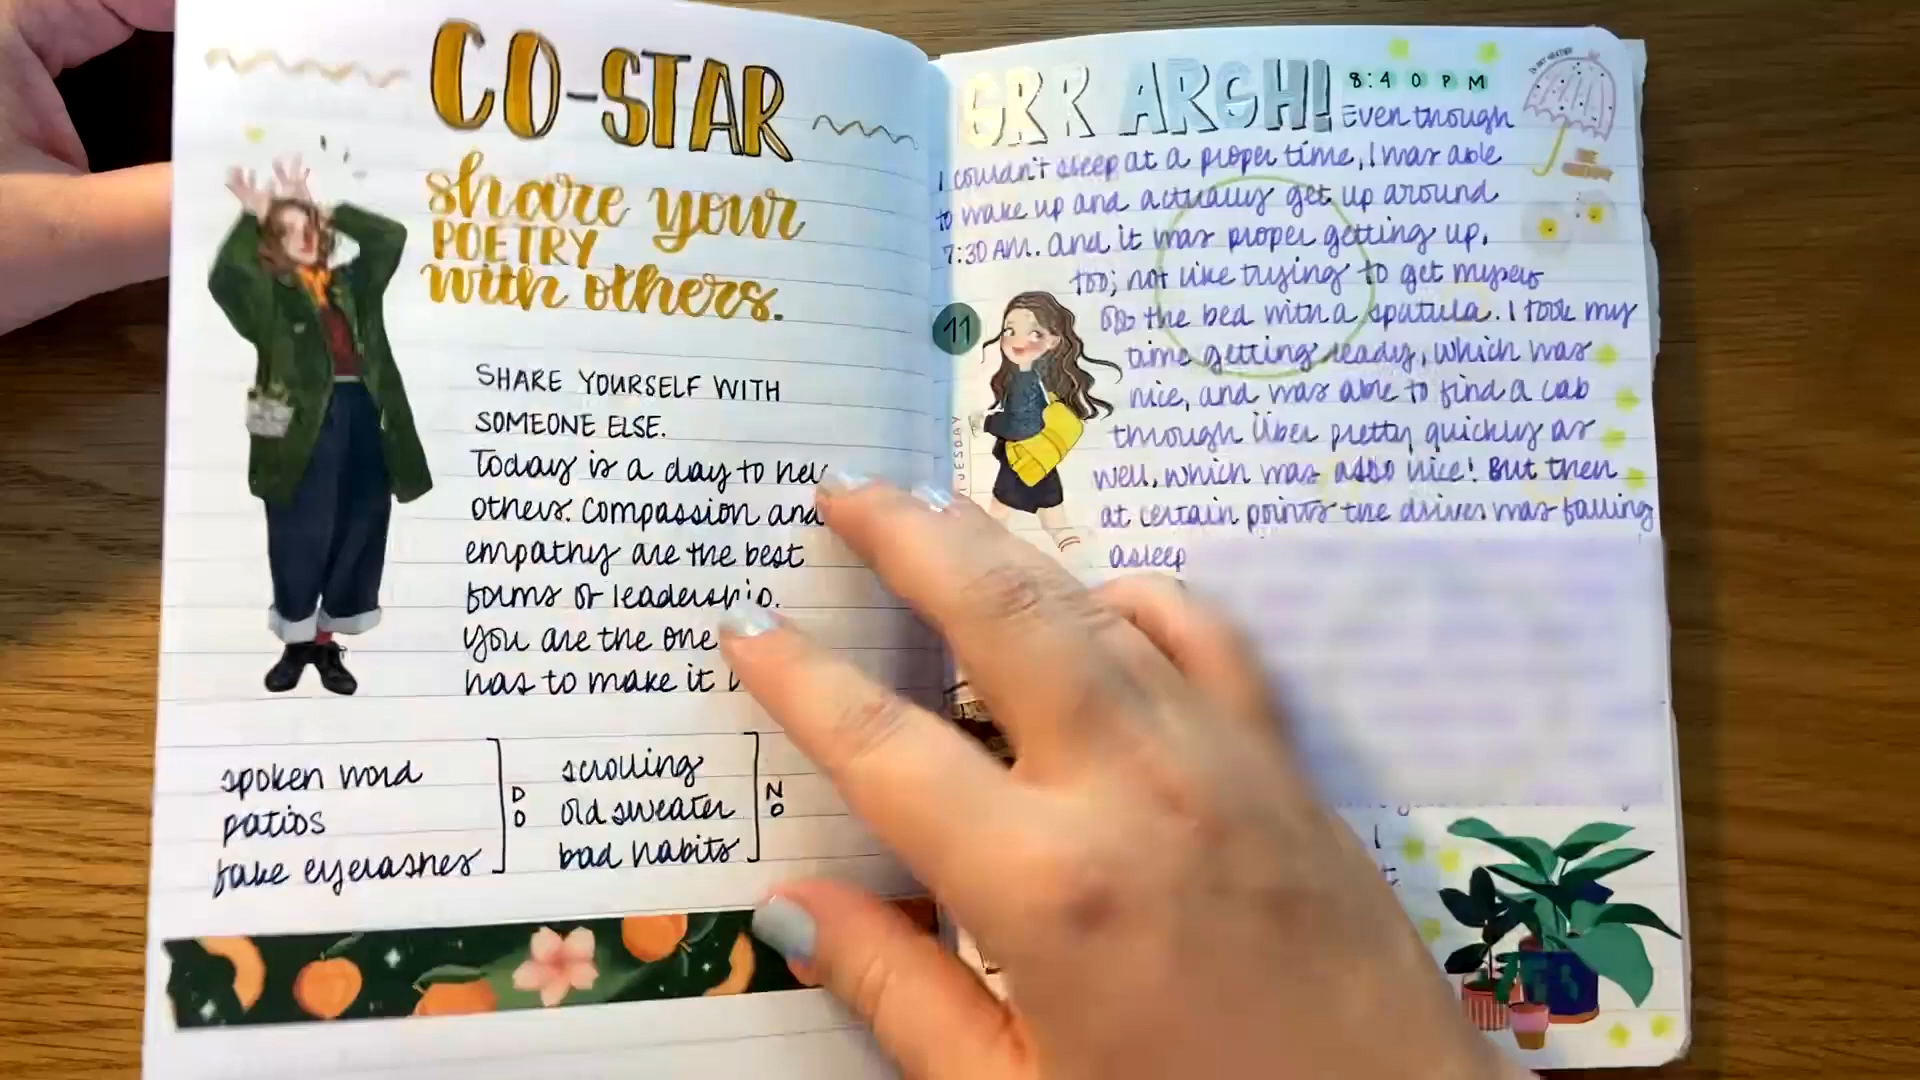 CO-STAR
share your
POETRY
with others.
SHARE YOURSELF WITH
SOMEONE ELSE.
Today is a day to
others. Compassion and
empathy are the best
forms of leadership.
You are the one
has to make it
spoken word
patios
fake eyelashes
DO
scrolling
old sweater
bad habits
NO
GRR ARGH! 8:40 PM
Even though
I couldn't sleep at a proper time, I was able
to wake up and actually get up around
7:30 AM. And it was proper getting up,
too; not like trying to get myself
the bed with a spatula. I took my
time getting ready, which was
nice, and was able to find a cab
through Uber pretty quickly as
well, which was also nice! But then
at certain points the driver was falling
asleep
11
TUESDAY
I